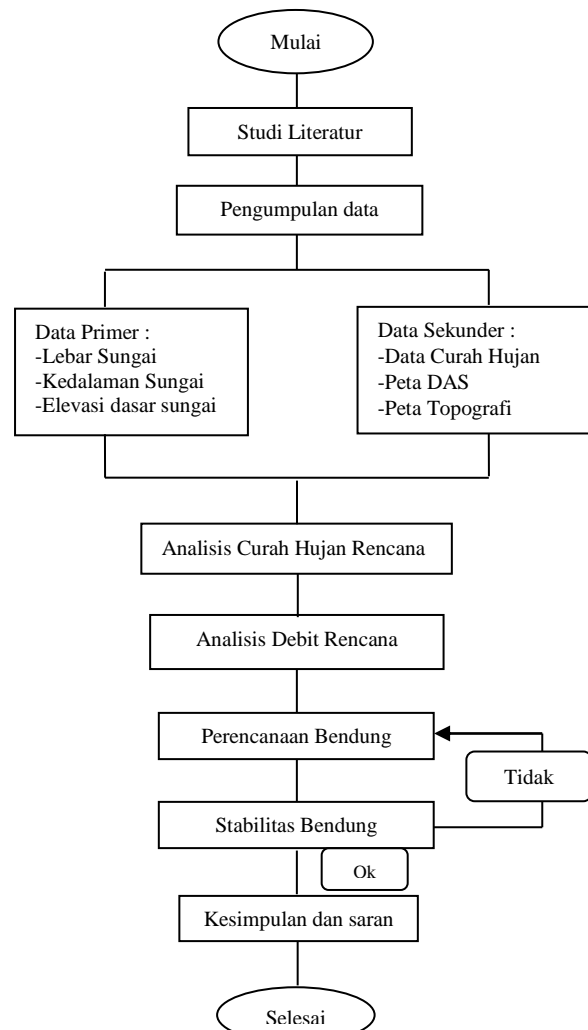 Mulai
Studi Literatur
Pengumpulan data
Data Primer :
-Lebar Sungai
-Kedalaman Sungai
-Elevasi dasar sungai
Data Sekunder :
-Data Curah Hujan
-Peta DAS
-Peta Topografi
Analisis Curah Hujan Rencana
Analisis Debit Rencana
Perencanaan Bendung
Tidak
Stabilitas Bendung
Ok
Kesimpulan dan saran
Selesai